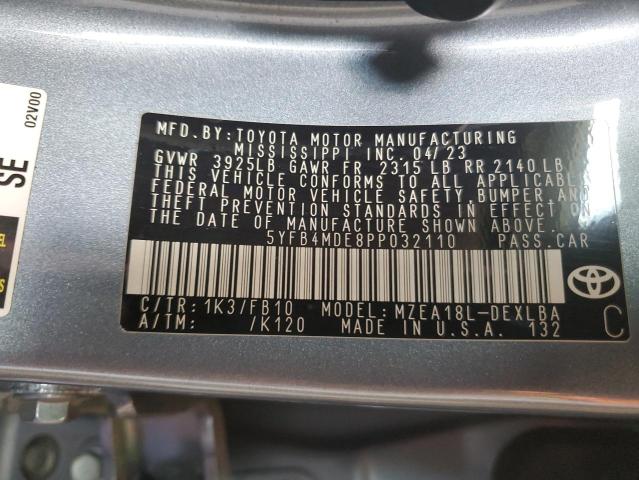 02V00
SE
MFD. BY:TOYOTA MOTOR MANUFACTURING
MISSISSIPPI INC. 04/23
GVWR 3925LB GAWR FR 2315 LB RR 2140 LB
THIS VEHICLE CONFORMS TO ALL APPLICABLE
FEDERAL MOTOR VEHICLE SAFETY,BUMPER,AND
THEFT PREVENTION STANDARDS IN EFFECT ON
THE DATE OF MANUFACTURE SHOWN ABOVE.
5YFB4MDE8PP032110 PASS.CAR
C/TR: 1K3/FB10 MODEL: MZEA18L-DEXLBA
A/TM: /K120 MADE IN U.S.A. 132 C